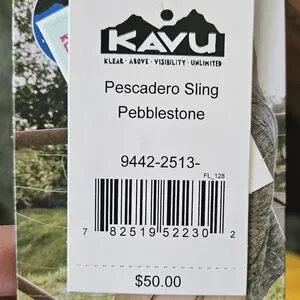 KAVU
KLEAR · ABOVE · VISIBILITY · UNLIMITED
Pescadero Sling
Pebblestone
9442-2513-
FL_128
7 82519 52230 2
$50.00